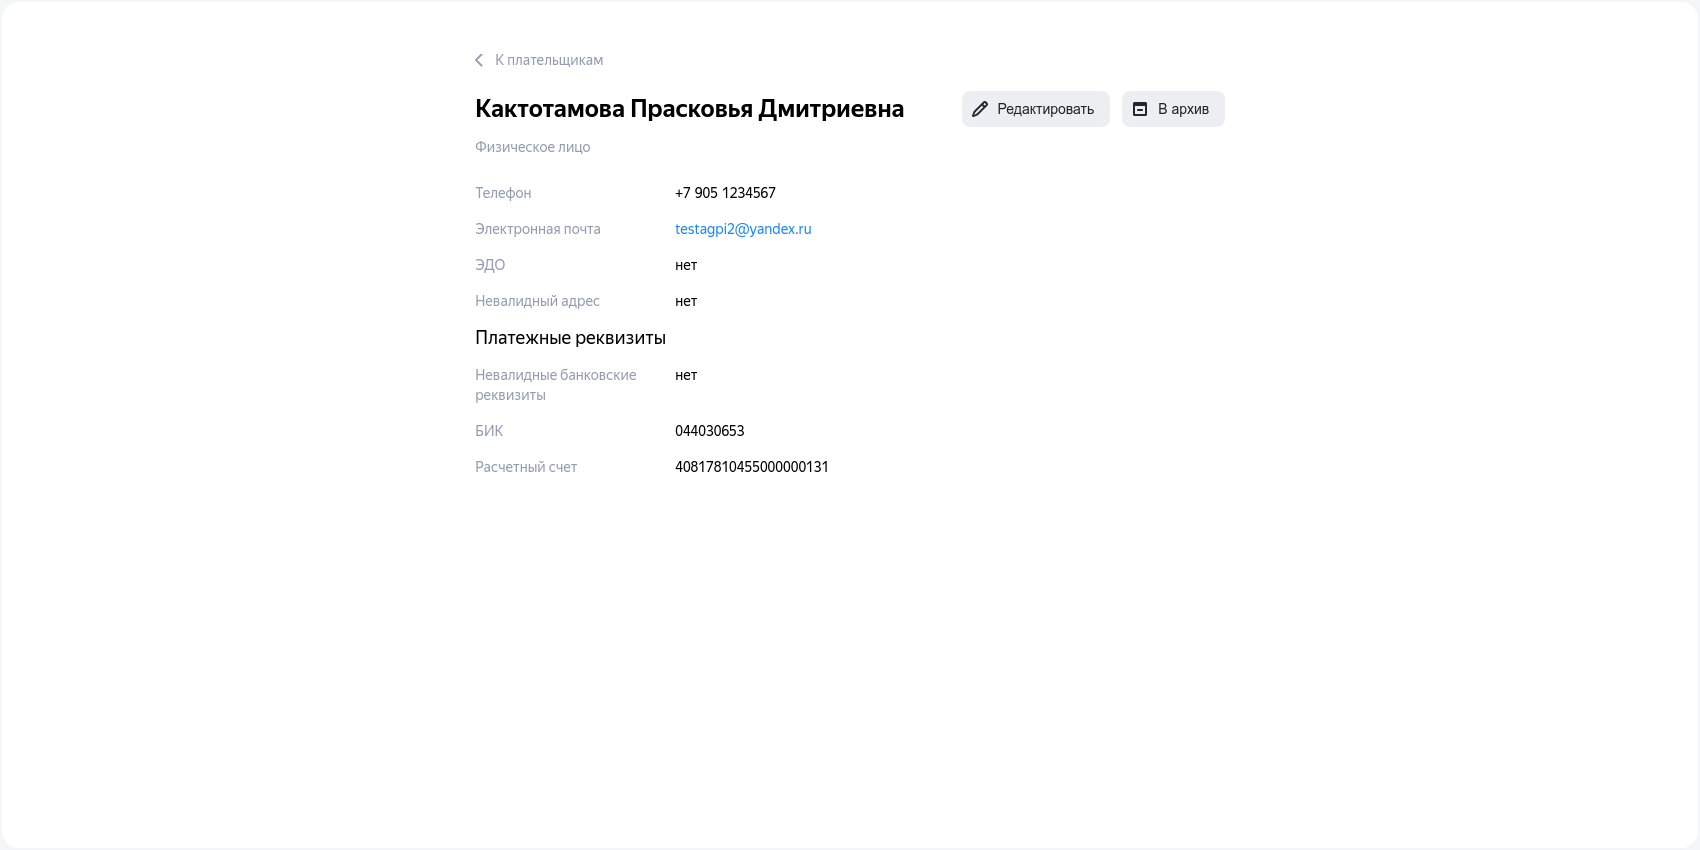 К плательщикам
Кактотамова Прасковья Дмитриевна
Редактировать
В архив
Физическое лицо
Телефон +7 905 1234567
Электронная почта testagpi2@yandex.ru
ЭДО нет
Невалидный адрес нет
Платежные реквизиты
Невалидные банковские нет
реквизиты
БИК 044030653
Расчетный счет 40817810455000000131